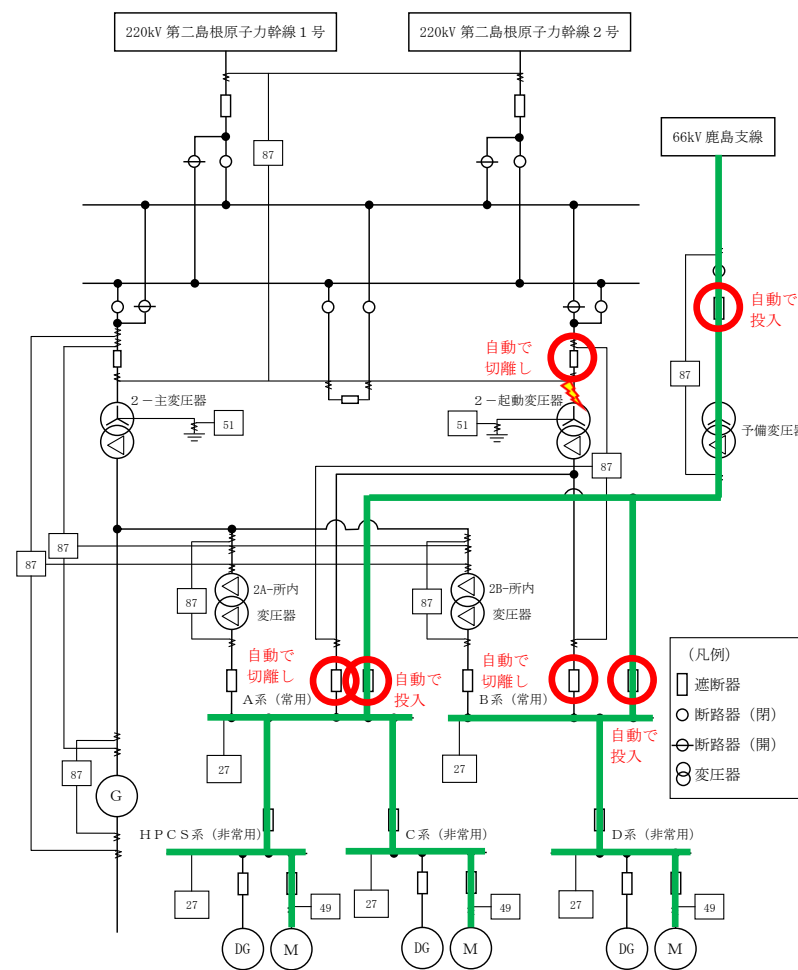 220kV 第二島根原子力幹線１号
220kV 第二島根原子力幹線２号
66kV 鹿島支線
87
自動で
投入
自動で
切離し
87
２－主変圧器
51
２－起動変圧器
51
予備変圧器
87
87
87
2A-所内
変圧器
87
2B-所内
変圧器
87
自動で
切離し
自動で
投入
自動で
切離し
自動で
投入
Ａ系（常用）
Ｂ系（常用）
27
27
87
G
ＨＰＣＳ系（非常用）
Ｃ系（非常用）
Ｄ系（非常用）
27
49
27
49
27
49
DG
M
DG
M
DG
M
（凡例）
遮断器
断路器（閉）
断路器（開）
変圧器